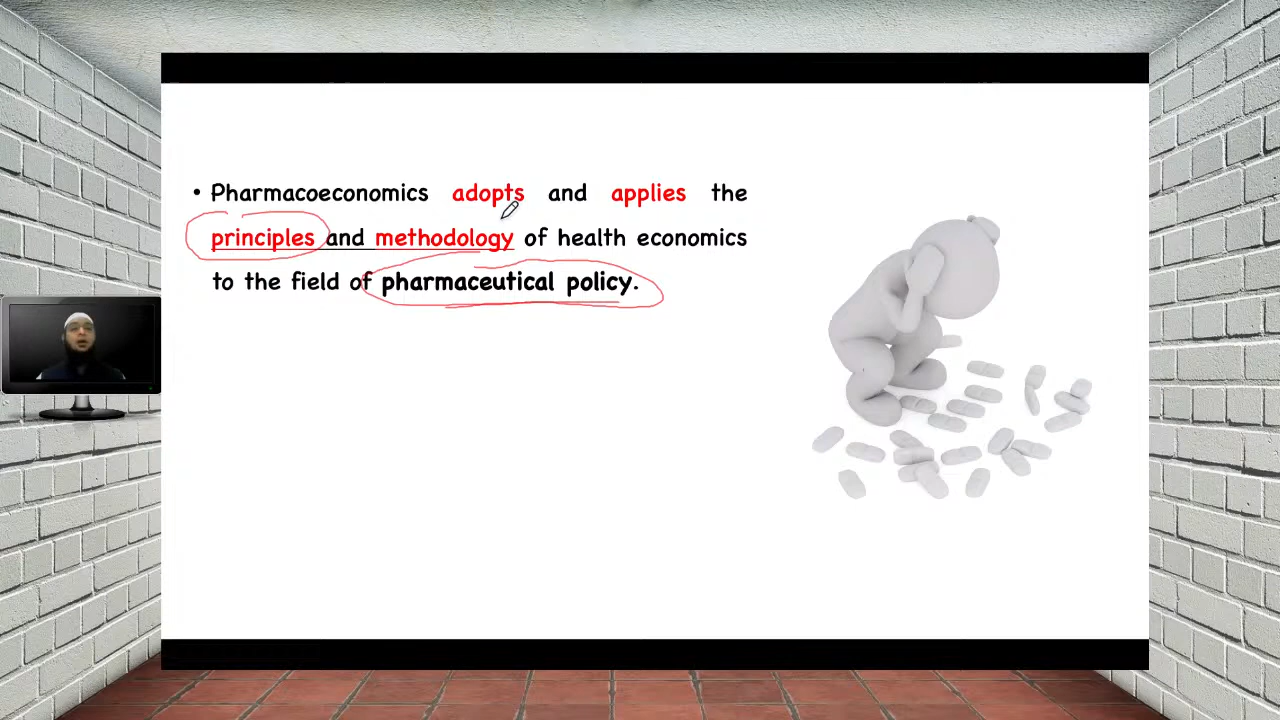 • Pharmacoeconomics adopts and applies the
principles and methodology of health economics
to the field of pharmaceutical policy.